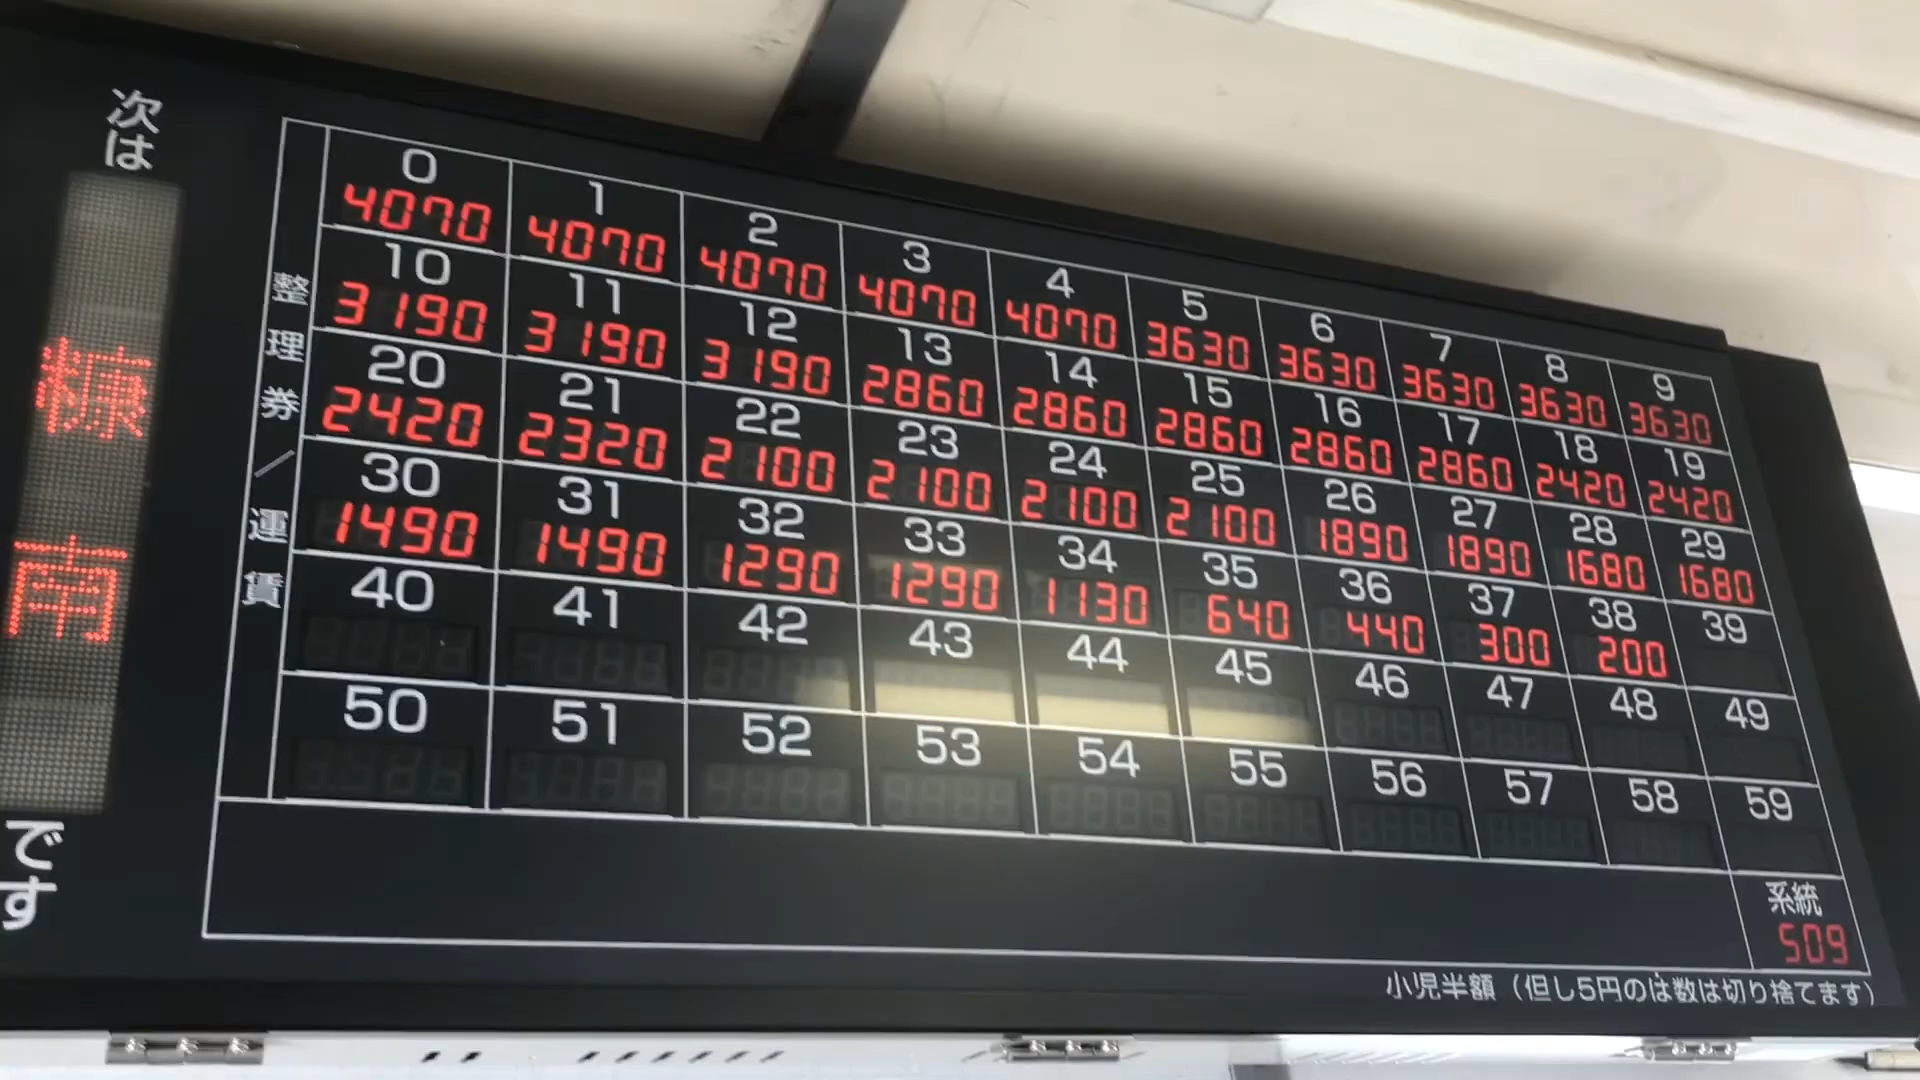 次は
糠南
です
整理券／運賃
0 1 2 3 4 5 6 7 8 9
4070 4070 4070 4070 4070 3630 3630 3630 3630 3630
10 11 12 13 14 15 16 17 18 19
3190 3190 3190 2860 2860 2860 2860 2860 2420 2420
20 21 22 23 24 25 26 27 28 29
2420 2320 2100 2100 2100 2100 1890 1890 1680 1680
30 31 32 33 34 35 36 37 38 39
1490 1490 1290 1290 1130 640 440 300 200
40 41 42 43 44 45 46 47 48 49
50 51 52 53 54 55 56 57 58 59
系統
509
小児半額（但し5円のは数は切り捨てます）